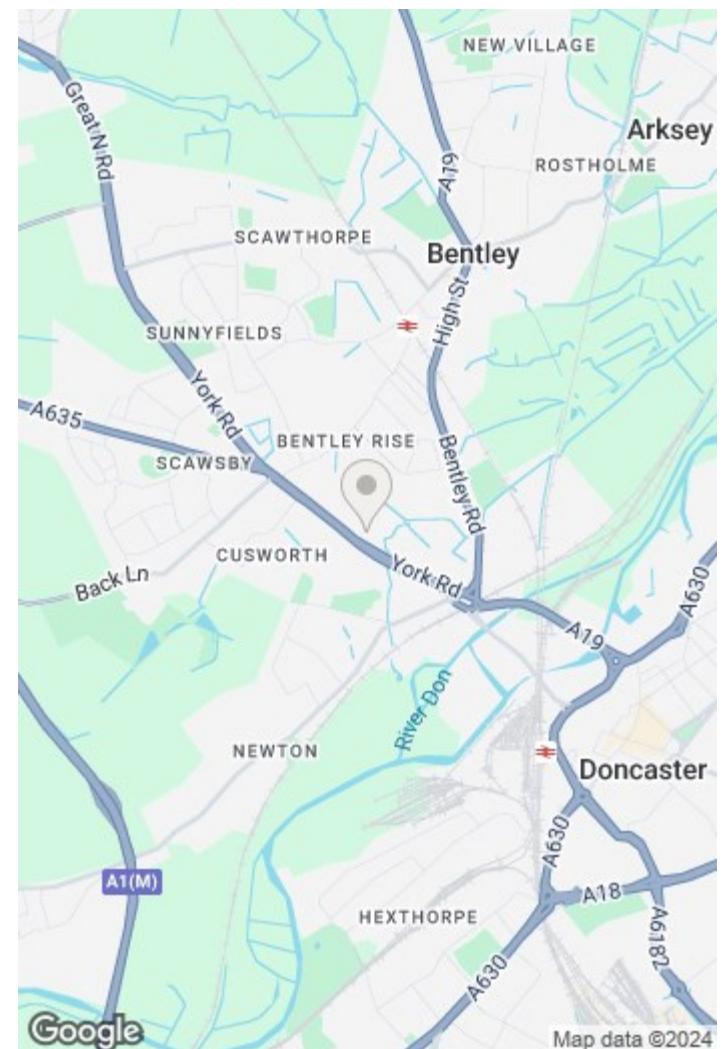 NEW VILLAGE
Great N Rd
Arksey
A19
ROSTHOLME
SCAWTHORPE
Bentley
High St
SUNNYFIELDS
York Rd
A635
BENTLEY RISE
SCAWSBY
Bentley Rd
CUSWORTH
Back Ln
York Rd
A630
A19
River Don
NEWTON
Doncaster
A630
A1(M)
A18
HEXTHORPE
A6182
A630
Google
Map data ©2024